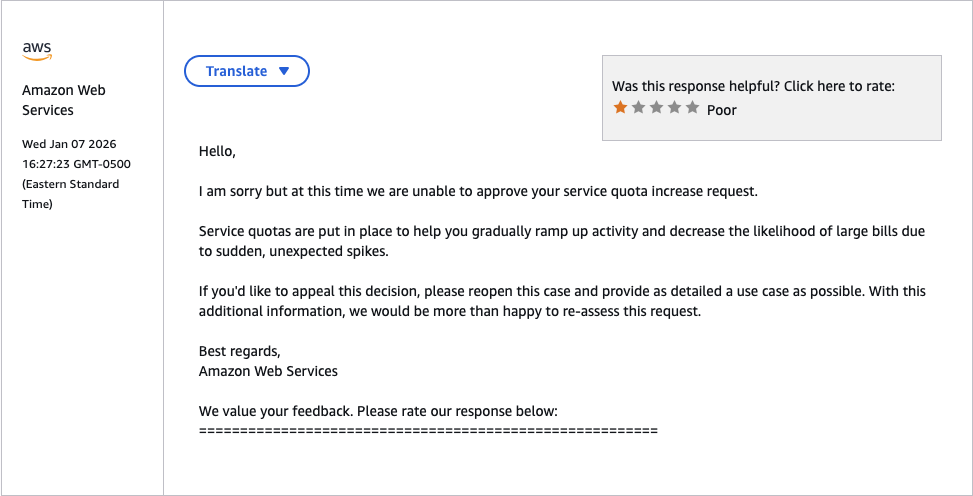 aws
Amazon Web
Services
Wed Jan 07 2026
16:27:23 GMT-0500
(Eastern Standard
Time)
Translate
Was this response helpful? Click here to rate:
Poor
Hello,
I am sorry but at this time we are unable to approve your service quota increase request.
Service quotas are put in place to help you gradually ramp up activity and decrease the likelihood of large bills due
to sudden, unexpected spikes.
If you'd like to appeal this decision, please reopen this case and provide as detailed a use case as possible. With this
additional information, we would be more than happy to re-assess this request.
Best regards,
Amazon Web Services
We value your feedback. Please rate our response below:
========================================================